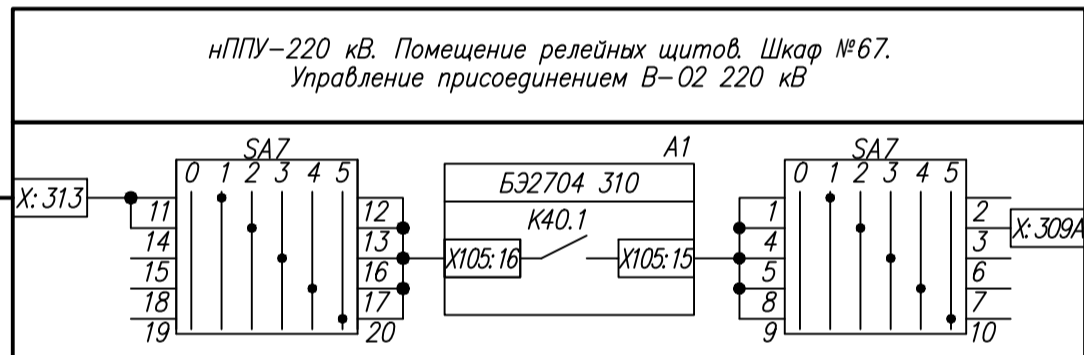 нППУ-220 кВ. Помещение релейных щитов. Шкаф №67.
Управление присоединением В-02 220 кВ
SA7
A1
SA7
0 1 2 3 4 5
БЭ2704 310
0 1 2 3 4 5
X:313
11
12
K40.1
1
2
X:309А
14
13
X105:16
X105:15
4
3
15
16
5
6
18
17
8
7
19
20
9
10